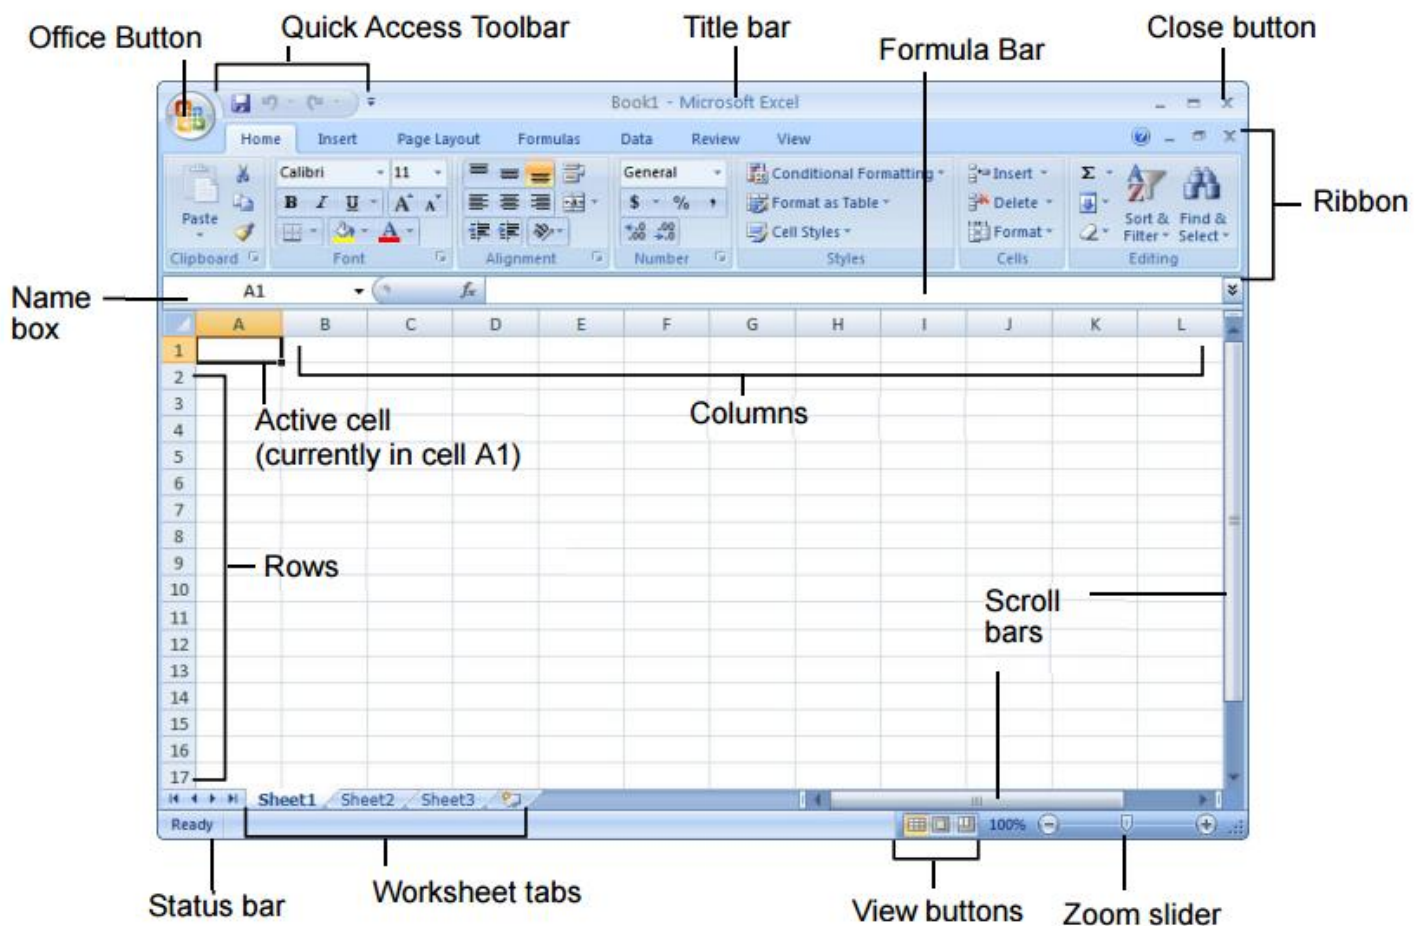 Office Button
Quick Access Toolbar
Title bar
Close button
Formula Bar
Book1 - Microsoft Excel
Home Insert Page Layout Formulas Data Review View
Calibri 11 General Conditional Formatting Insert Σ
Ribbon
B I U A A $ % , Format as Table Delete
Paste Cell Styles Format Sort & Filter Find & Select
Clipboard Font Alignment Number Styles Cells Editing
Name box
A1 fx
A B C D E F G H I J K L
1
2
3
4
5
6
7
8
9
10
11
12
13
14
15
16
17
Active cell
(currently in cell A1)
Columns
Rows
Scroll
bars
Sheet1 Sheet2 Sheet3
Ready 100%
Status bar
Worksheet tabs
View buttons
Zoom slider